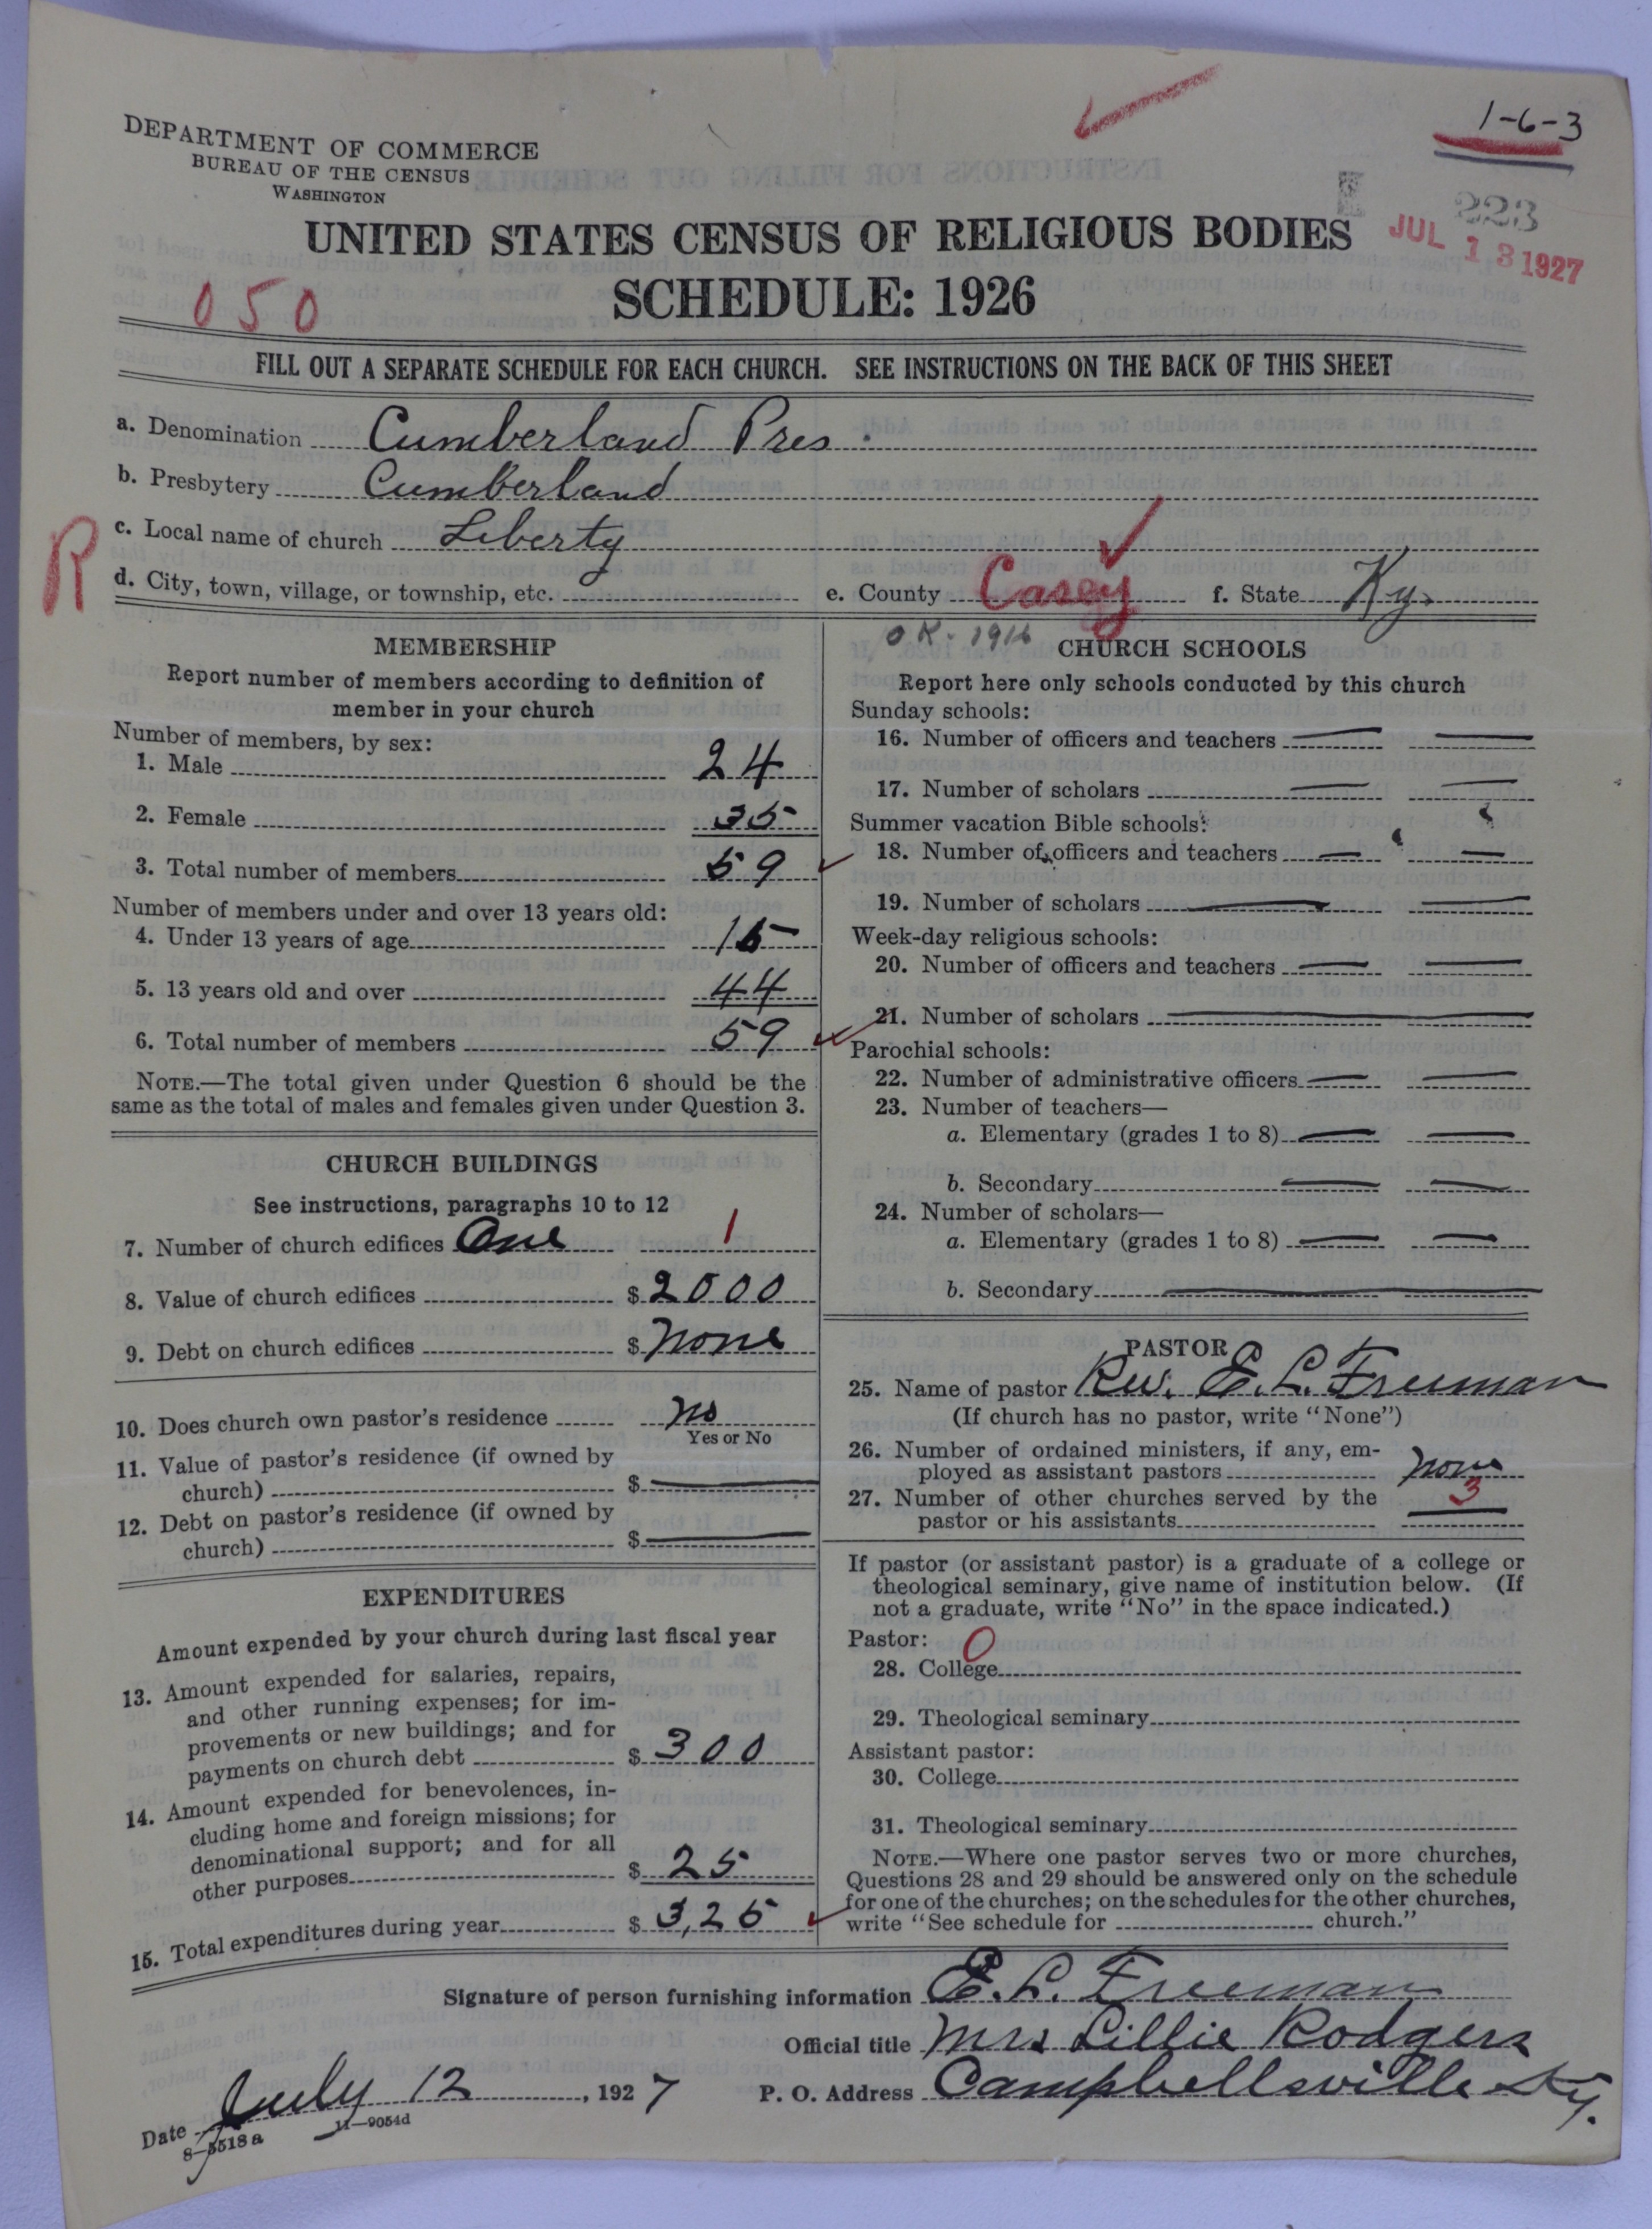 1-6-3
DEPARTMENT OF COMMERCE
BUREAU OF THE CENSUS
WASHINGTON
223
JUL 13 1927
UNITED STATES CENSUS OF RELIGIOUS BODIES
SCHEDULE: 1926
050
FILL OUT A SEPARATE SCHEDULE FOR EACH CHURCH. SEE INSTRUCTIONS ON THE BACK OF THIS SHEET
a. Denomination Cumberland Pres.
b. Presbytery Cumberland
c. Local name of church Liberty
R
d. City, town, village, or township, etc. e. County Casey f. State Ky.
OK-1916
MEMBERSHIP
Report number of members according to definition of
member in your church
Number of members, by sex:
1. Male 24
2. Female 35
3. Total number of members 59
Number of members under and over 13 years old:
4. Under 13 years of age 15
5. 13 years old and over 44
6. Total number of members 59
NOTE.—The total given under Question 6 should be the
same as the total of males and females given under Question 3.
CHURCH BUILDINGS
See instructions, paragraphs 10 to 12
7. Number of church edifices One 1
8. Value of church edifices $2000
9. Debt on church edifices $none
10. Does church own pastor's residence no
Yes or No
11. Value of pastor's residence (if owned by
church) $ —
12. Debt on pastor's residence (if owned by
church) $ —
EXPENDITURES
Amount expended by your church during last fiscal year
13. Amount expended for salaries, repairs,
and other running expenses; for im-
provements or new buildings; and for
payments on church debt $300
14. Amount expended for benevolences, in-
cluding home and foreign missions; for
denominational support; and for all
other purposes $25
15. Total expenditures during year $3,25
CHURCH SCHOOLS
Report here only schools conducted by this church
Sunday schools:
16. Number of officers and teachers — —
17. Number of scholars — —
Summer vacation Bible schools:
18. Number of officers and teachers — —
19. Number of scholars — —
Week-day religious schools:
20. Number of officers and teachers — —
21. Number of scholars —
Parochial schools:
22. Number of administrative officers — —
23. Number of teachers—
a. Elementary (grades 1 to 8) — —
b. Secondary — —
24. Number of scholars—
a. Elementary (grades 1 to 8) — —
b. Secondary —
PASTOR
25. Name of pastor Rev. E. L. Freeman
(If church has no pastor, write "None")
26. Number of ordained ministers, if any, em-
ployed as assistant pastors none
27. Number of other churches served by the
pastor or his assistants 3 —
If pastor (or assistant pastor) is a graduate of a college or
theological seminary, give name of institution below. (If
not a graduate, write "No" in the space indicated.)
Pastor: 0
28. College
29. Theological seminary
Assistant pastor:
30. College
31. Theological seminary
NOTE.—Where one pastor serves two or more churches,
Questions 28 and 29 should be answered only on the schedule
for one of the churches; on the schedules for the other churches,
write "See schedule for church."
Signature of person furnishing information E. L. Freeman
Official title Mrs Lillie Rodgers
Date July 12, 1927 P. O. Address Campbellsville Ky.
8—5518a 11—9054d